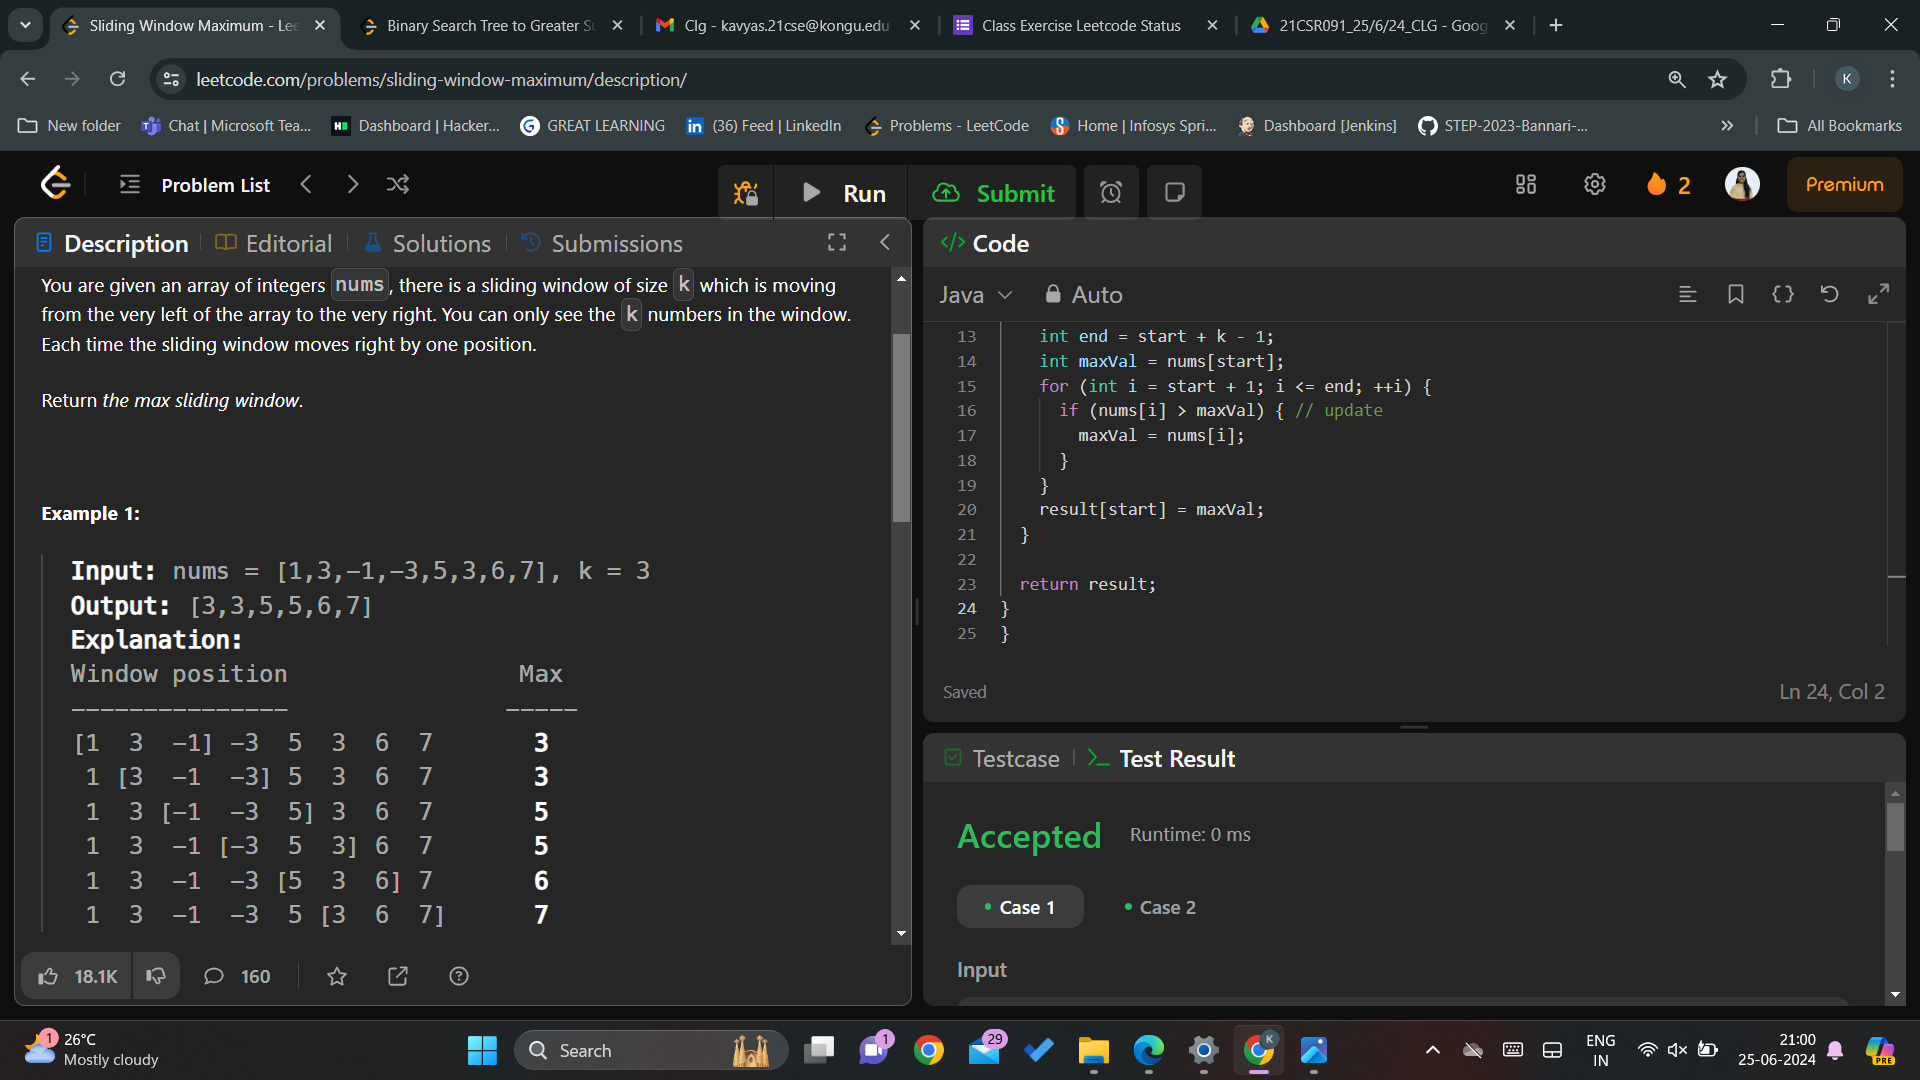 Sliding Window Maximum - Lee
Binary Search Tree to Greater Su
Clg - kavyas.21cse@kongu.edu
Class Exercise Leetcode Status
21CSR091_25/6/24_CLG - Goog
leetcode.com/problems/sliding-window-maximum/description/
K
New folder
Chat | Microsoft Tea...
Dashboard | Hacker...
GREAT LEARNING
(36) Feed | LinkedIn
Problems - LeetCode
Home | Infosys Spri...
Dashboard [Jenkins]
STEP-2023-Bannari-...
All Bookmarks
Problem List
Run
Submit
2
Premium
Description
Editorial
Solutions
Submissions
You are given an array of integers nums, there is a sliding window of size k which is moving
from the very left of the array to the very right. You can only see the k numbers in the window.
Each time the sliding window moves right by one position.
Return the max sliding window.
Example 1:
Input: nums = [1,3,-1,-3,5,3,6,7], k = 3
Output: [3,3,5,5,6,7]
Explanation:
Window position Max
--------------- -----
[1 3 -1] -3 5 3 6 7 3
1 [3 -1 -3] 5 3 6 7 3
1 3 [-1 -3 5] 3 6 7 5
1 3 -1 [-3 5 3] 6 7 5
1 3 -1 -3 [5 3 6] 7 6
1 3 -1 -3 5 [3 6 7] 7
18.1K
160
</> Code
Java
Auto
13 int end = start + k - 1;
14 int maxVal = nums[start];
15 for (int i = start + 1; i <= end; ++i) {
16 if (nums[i] > maxVal) { // update
17 maxVal = nums[i];
18 }
19 }
20 result[start] = maxVal;
21 }
22
23 return result;
24 }
25 }
Saved
Ln 24, Col 2
Testcase
Test Result
Accepted
Runtime: 0 ms
Case 1
Case 2
Input
1
26°C
Mostly cloudy
Search
1
29
K
ENG
IN
21:00
25-06-2024
PRE